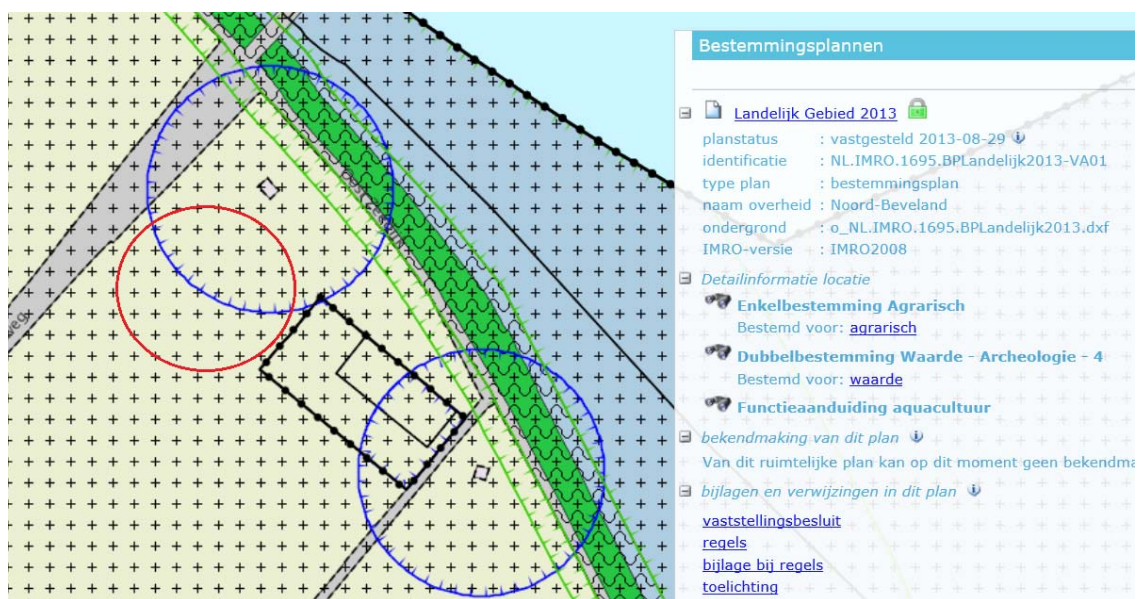 Bestemmingsplannen
Landelijk Gebied 2013
planstatus : vastgesteld 2013-08-29
identificatie : NL.IMRO.1695.BPLandelijk2013-VA01
type plan : bestemmingsplan
naam overheid : Noord-Beveland
ondergrond : o_NL.IMRO.1695.BPLandelijk2013.dxf
IMRO-versie : IMRO2008
Detailinformatie locatie
Enkelbestemming Agrarisch
Bestemd voor: agrarisch
Dubbelbestemming Waarde - Archeologie - 4
Bestemd voor: waarde
Functieaanduiding aquacultuur
bekendmaking van dit plan
Van dit ruimtelijke plan kan op dit moment geen bekendma
bijlagen en verwijzingen in dit plan
vaststellingsbesluit
regels
bijlage bij regels
toelichting
weg